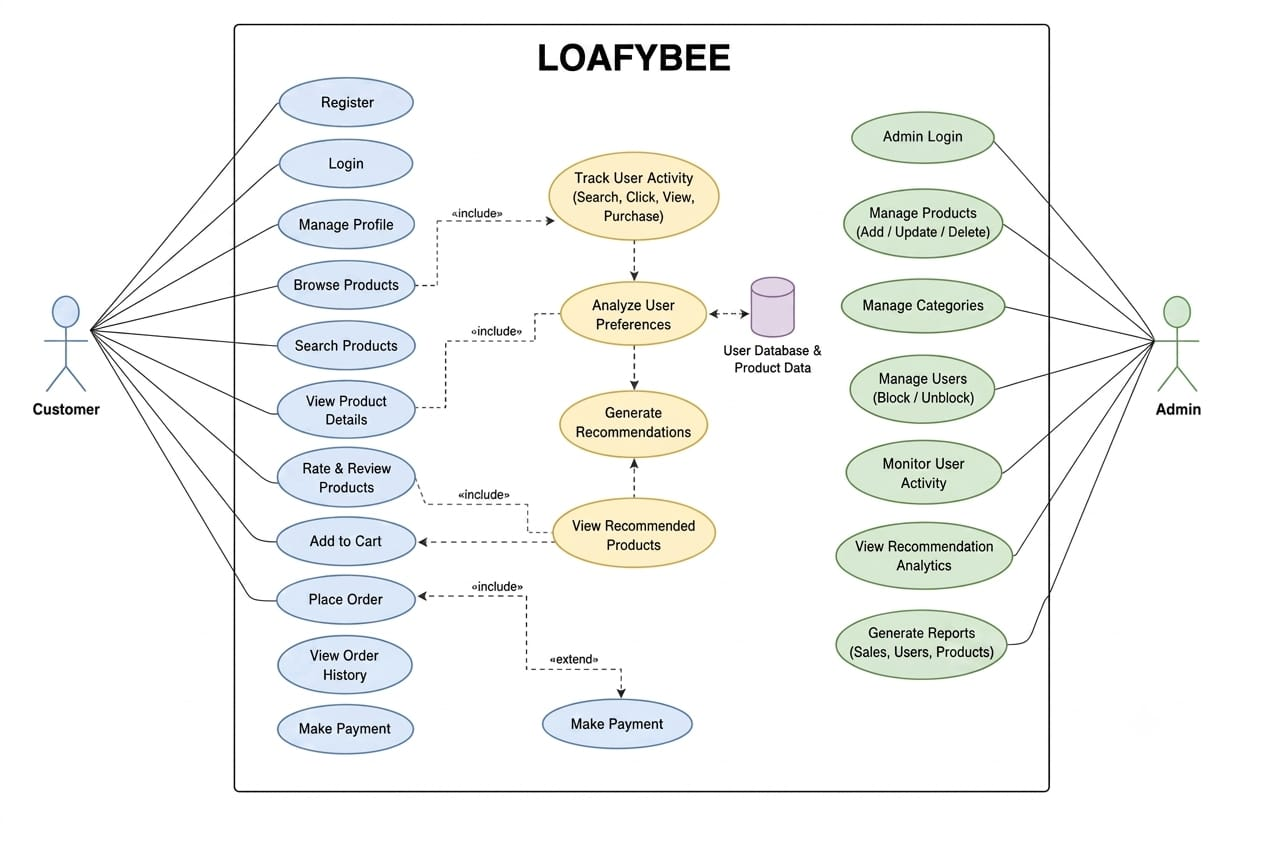 LOAFYBEE
Register
Login
Manage Profile
Browse Products
Search Products
View Product
Details
Rate & Review
Products
Add to Cart
Place Order
View Order
History
Make Payment
Customer
«include»
«include»
«include»
«include»
«extend»
Track User Activity
(Search, Click, View,
Purchase)
Analyze User
Preferences
Generate
Recommendations
View Recommended
Products
Make Payment
User Database &
Product Data
Admin Login
Manage Products
(Add / Update / Delete)
Manage Categories
Manage Users
(Block / Unblock)
Monitor User
Activity
View Recommendation
Analytics
Generate Reports
(Sales, Users, Products)
Admin